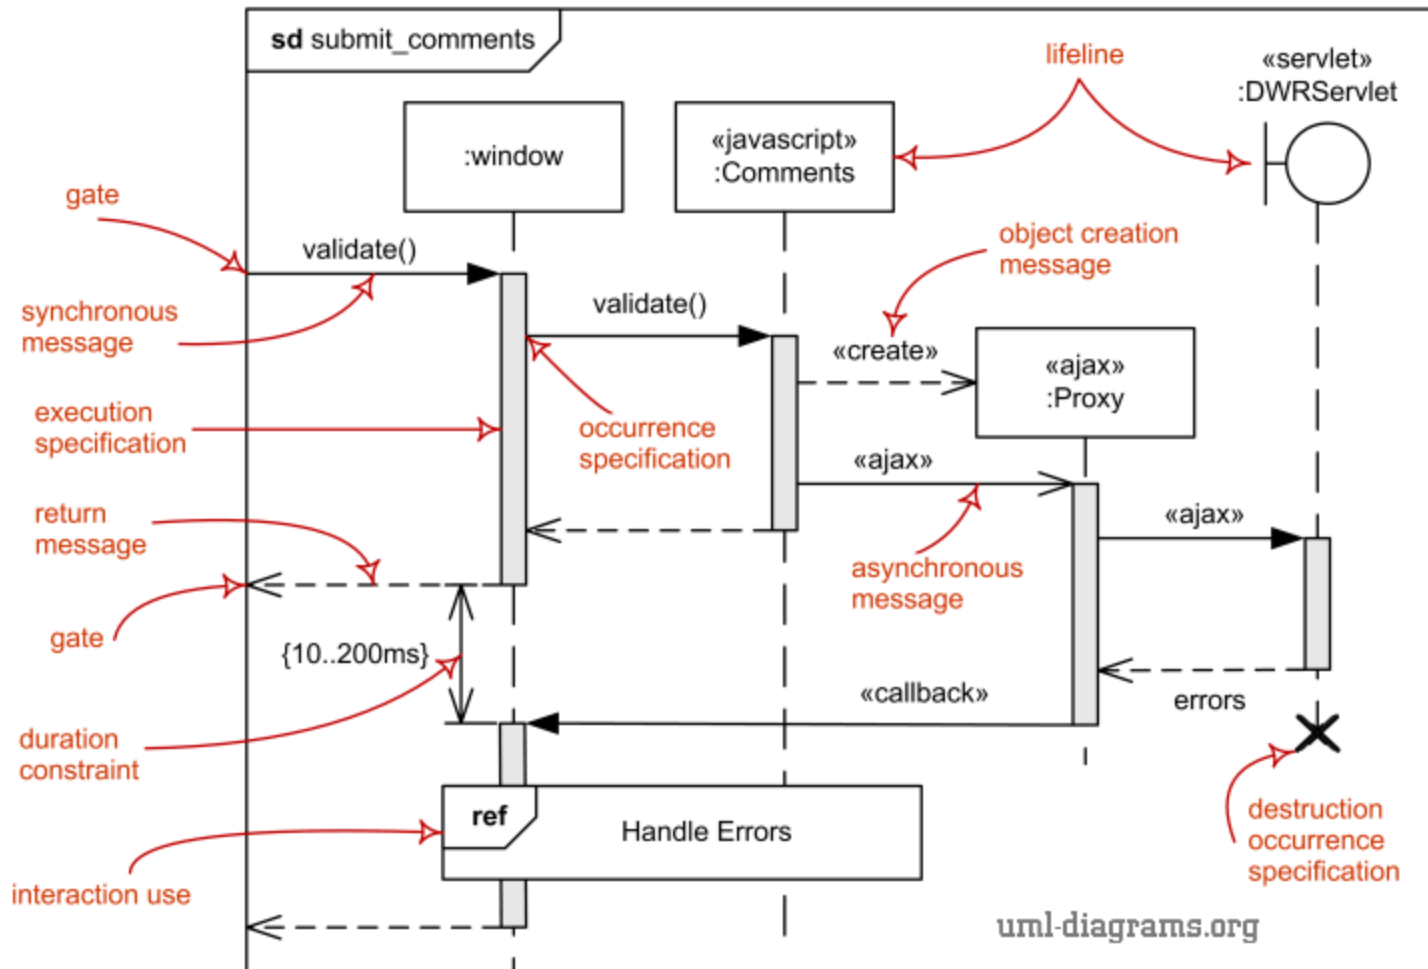 sd submit_comments
lifeline
«servlet»
:DWRServlet
:window
«javascript»
:Comments
gate
validate()
object creation
message
synchronous
message
validate()
«create»
«ajax»
:Proxy
execution
specification
occurrence
specification
«ajax»
return
message
«ajax»
asynchronous
message
gate
{10..200ms}
«callback»
errors
duration
constraint
ref
Handle Errors
destruction
occurrence
specification
interaction use
uml-diagrams.org